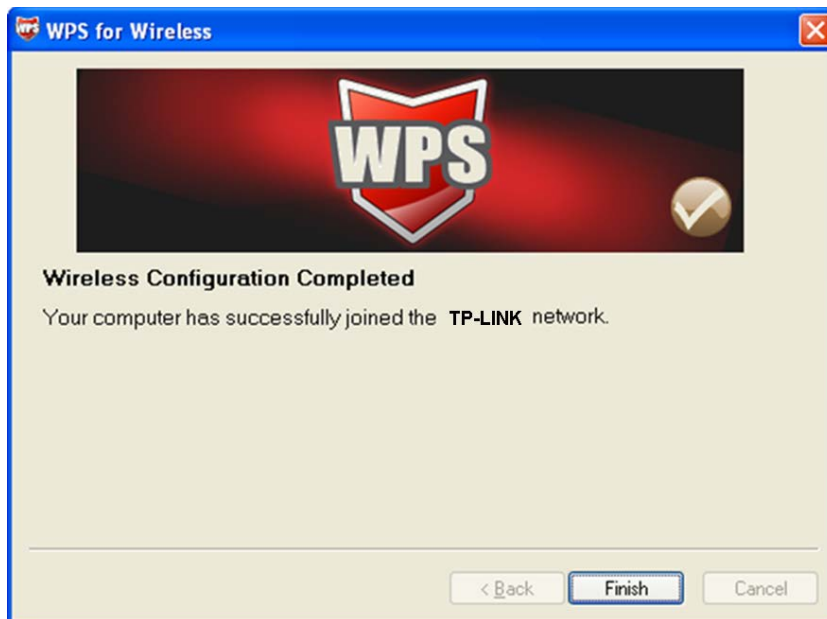 WPS for Wireless
WPS
Wireless Configuration Completed
Your computer has successfully joined the TP-LINK network.
< Back
Finish
Cancel